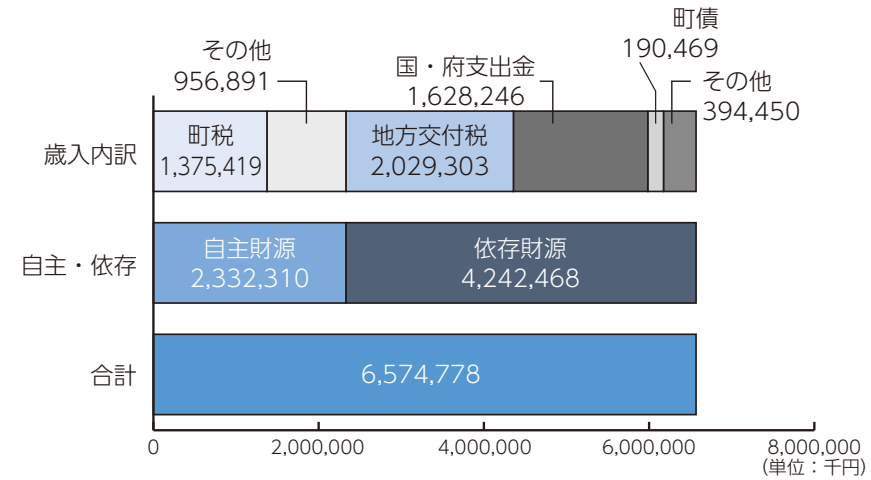 町債
190,469
その他
956,891
国・府支出金
1,628,246
その他
394,450
歳入内訳
町税
1,375,419
地方交付税
2,029,303
自主・依存
自主財源
2,332,310
依存財源
4,242,468
合計
6,574,778
0
2,000,000
4,000,000
6,000,000
8,000,000
(単位：千円)